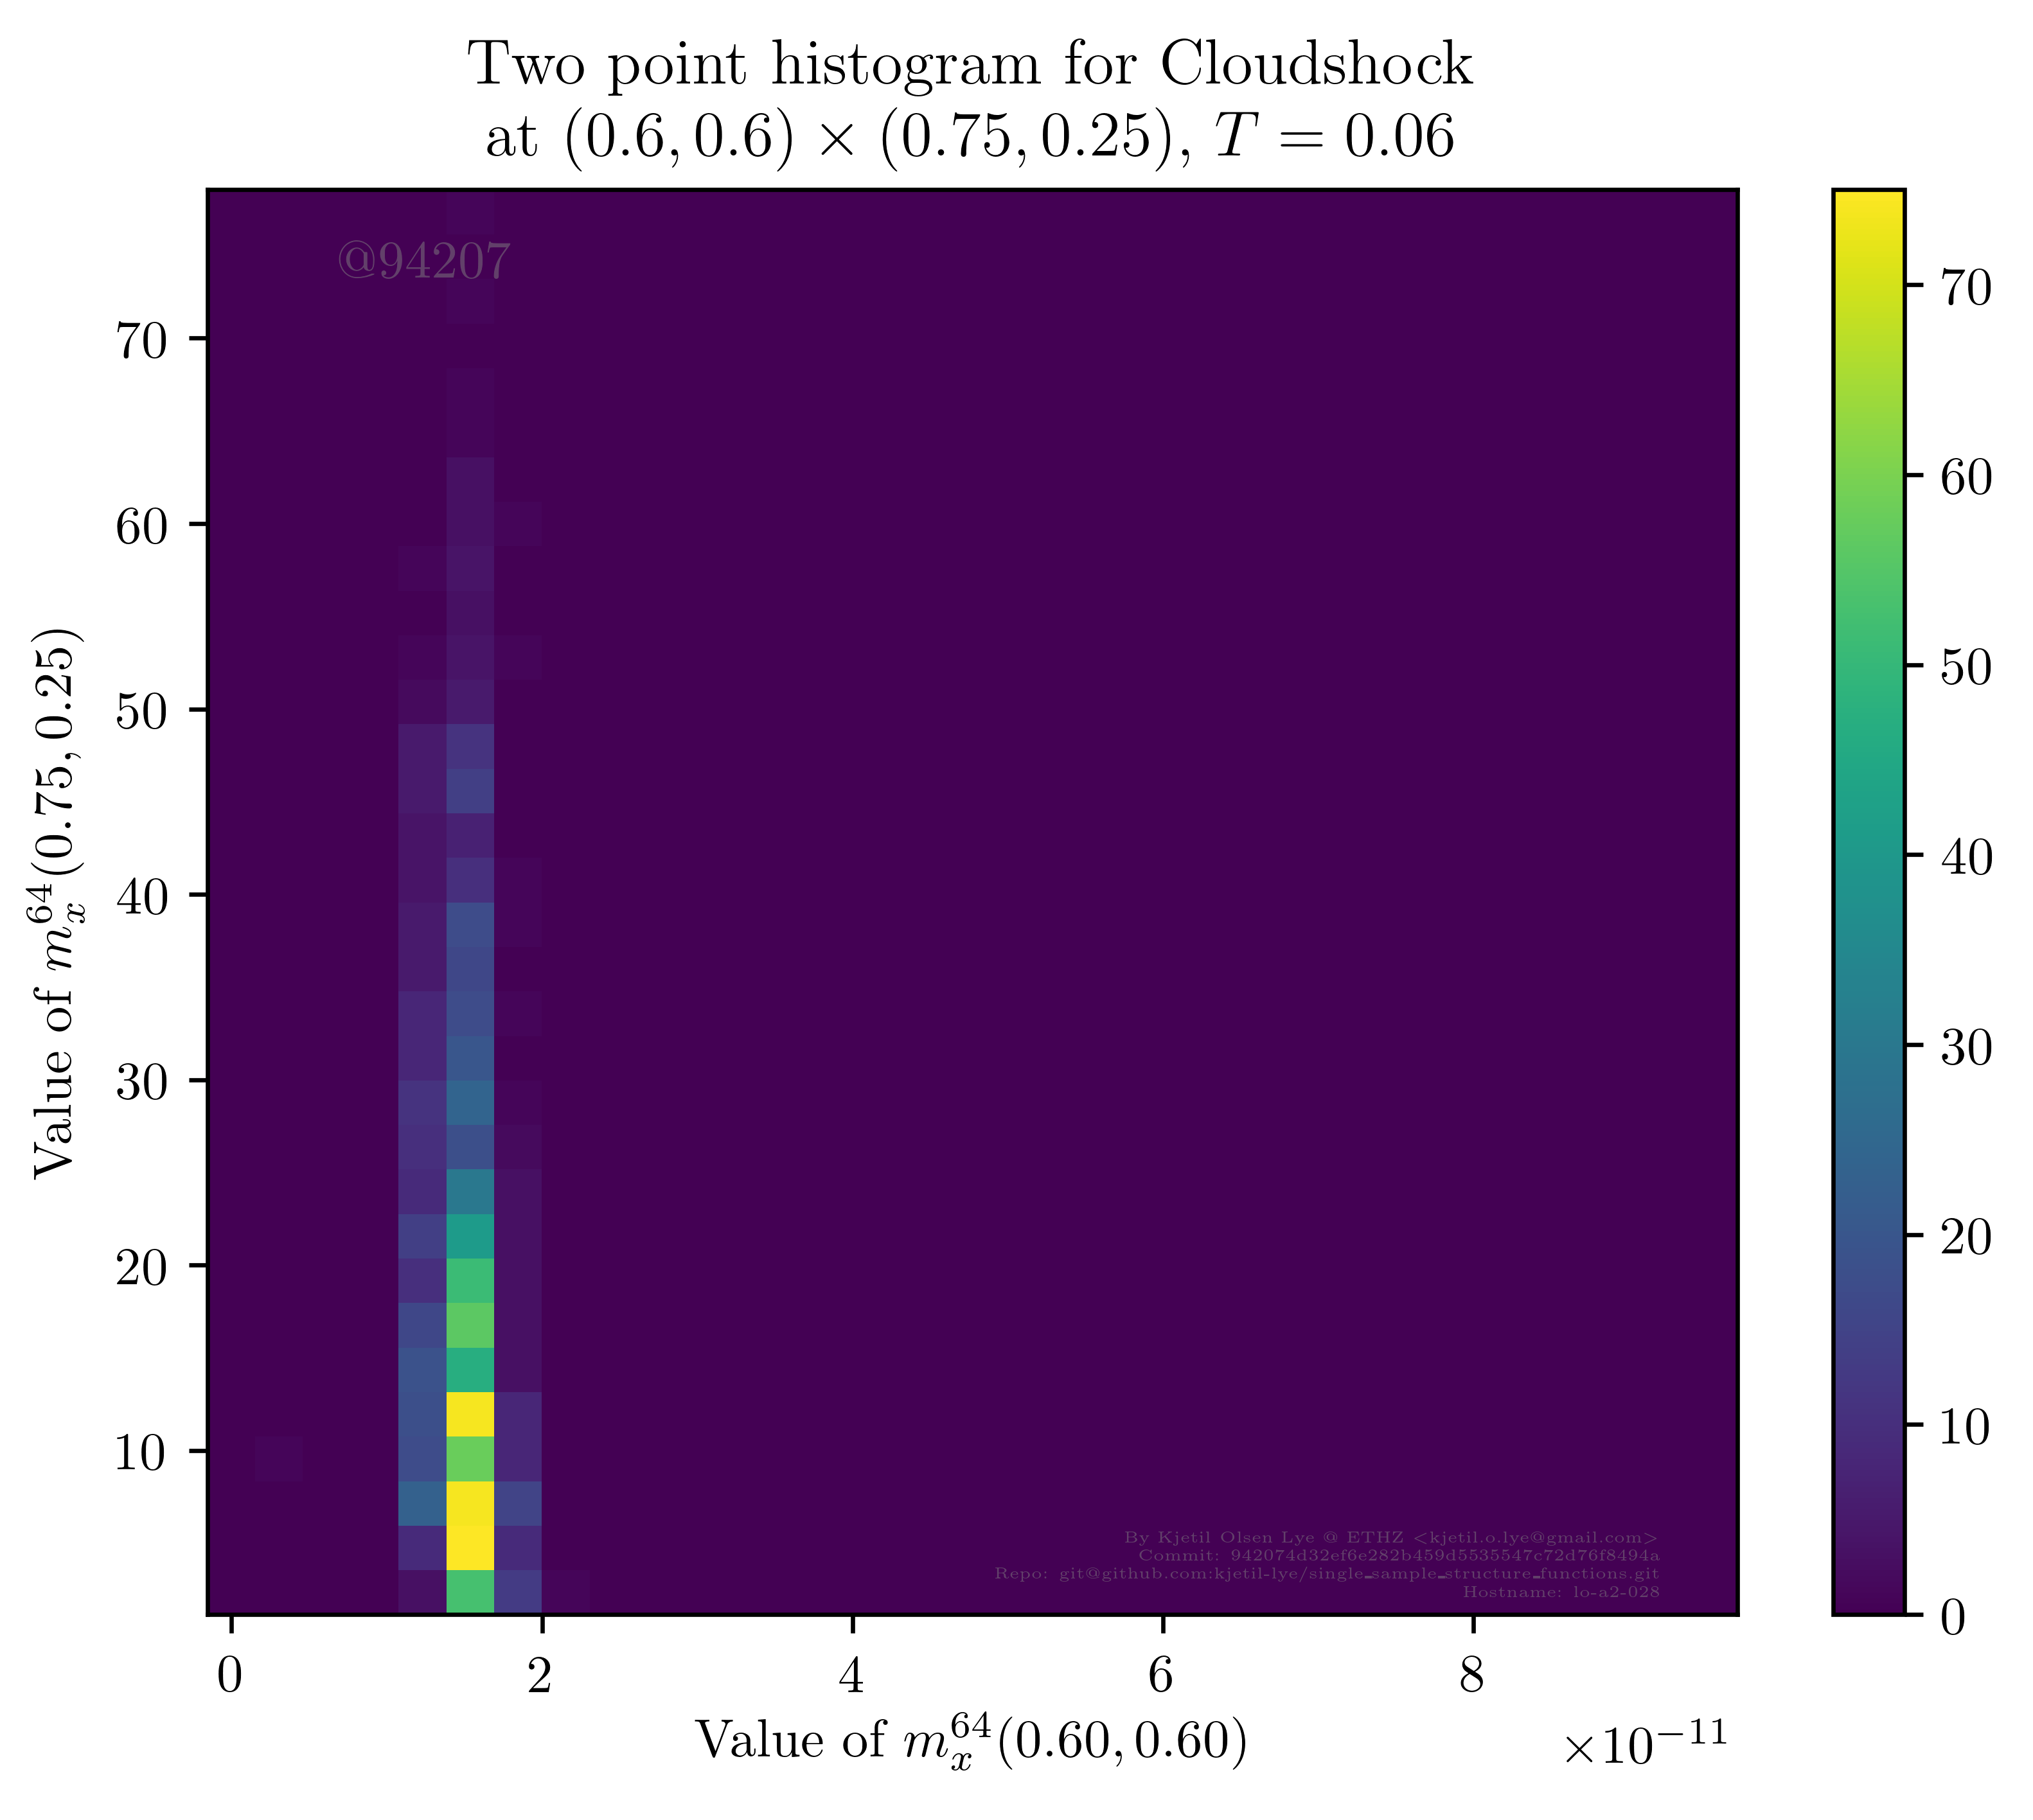 Two point histogram for Cloudshock
at (0.6, 0.6) × (0.75, 0.25), T = 0.06
@94207
70
60
50
40
30
20
10
Value of m_x^64(0.75, 0.25)
By Kjetil Olsen Lye @ ETHZ <kjetil.o.lye@gmail.com>
Commit: 942074d32ef6e282b459d5535547c72d76f8494a
Repo: git@github.com:kjetil-lye/single_sample_structure_functions.git
Hostname: lo-a2-028
0 2 4 6 8
×10^−11
Value of m_x^64(0.60, 0.60)
70
60
50
40
30
20
10
0